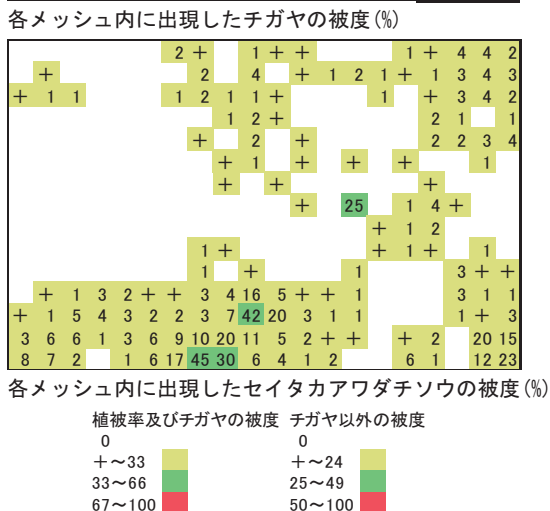 各メッシュ内に出現したチガヤの被度(%)
2 + 1 + + 1 + 4 4 2
+ 2 4 + 1 2 1 + 1 3 4 3
+ 1 1 1 2 1 1 + 1 + 3 4 2
1 2 + 2 1 1
+ 2 + 2 2 3 4
+ 1 + + + 1
+ + +
+ 25 1 4 +
+ 1 2
1 + + 1 + 1
1 + 1 3 + +
+ 1 3 2 + + 3 4 16 5 + + 1 3 1 1
+ 1 5 4 3 2 2 3 7 42 20 3 1 1 1 + 3
3 6 6 1 3 6 9 10 20 11 5 2 + + + 2 20 15
8 7 2 1 6 17 45 30 6 4 1 2 6 1 12 23
各メッシュ内に出現したセイタカアワダチソウの被度(%)
植被率及びチガヤの被度 チガヤ以外の被度
0 0
+～33 +～24
33～66 25～49
67～100 50～100